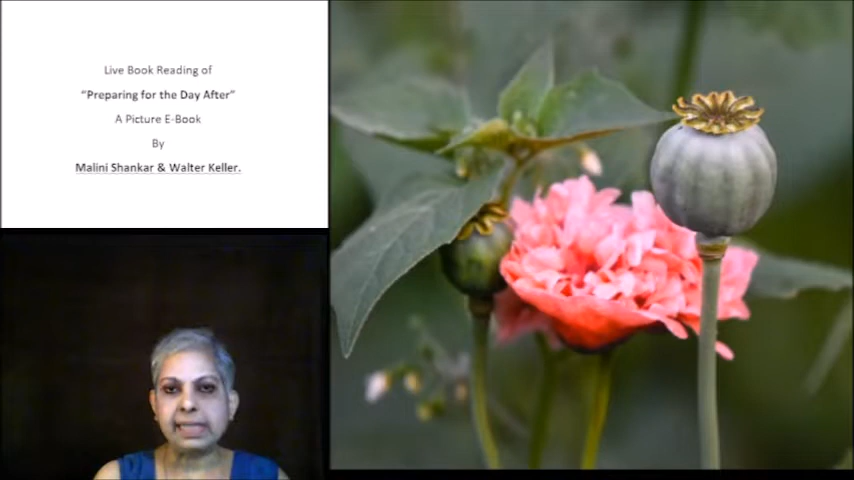 Live Book Reading of
“Preparing for the Day After”
A Picture E-Book
By
Malini Shankar & Walter Keller.